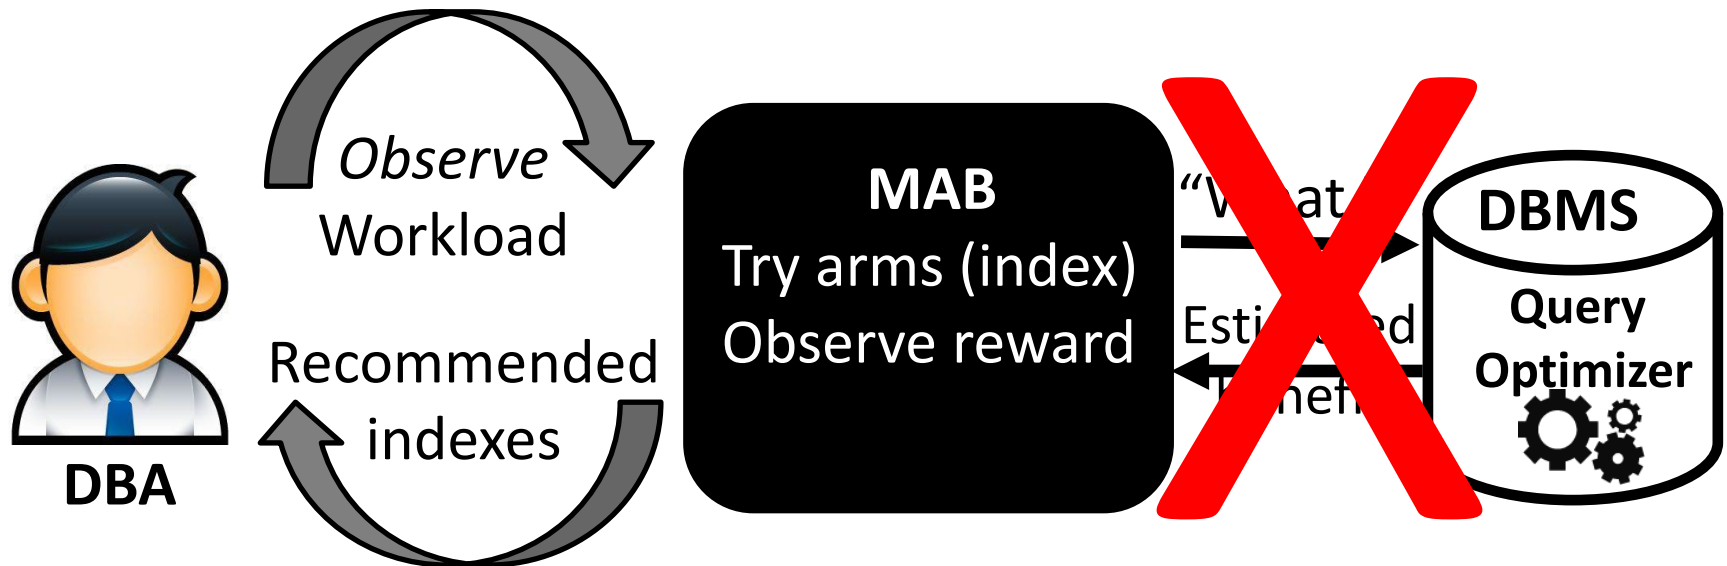 Observe
Workload
Recommended
indexes
DBA
MAB
Try arms (index)
Observe reward
DBMS
Query
Optimizer